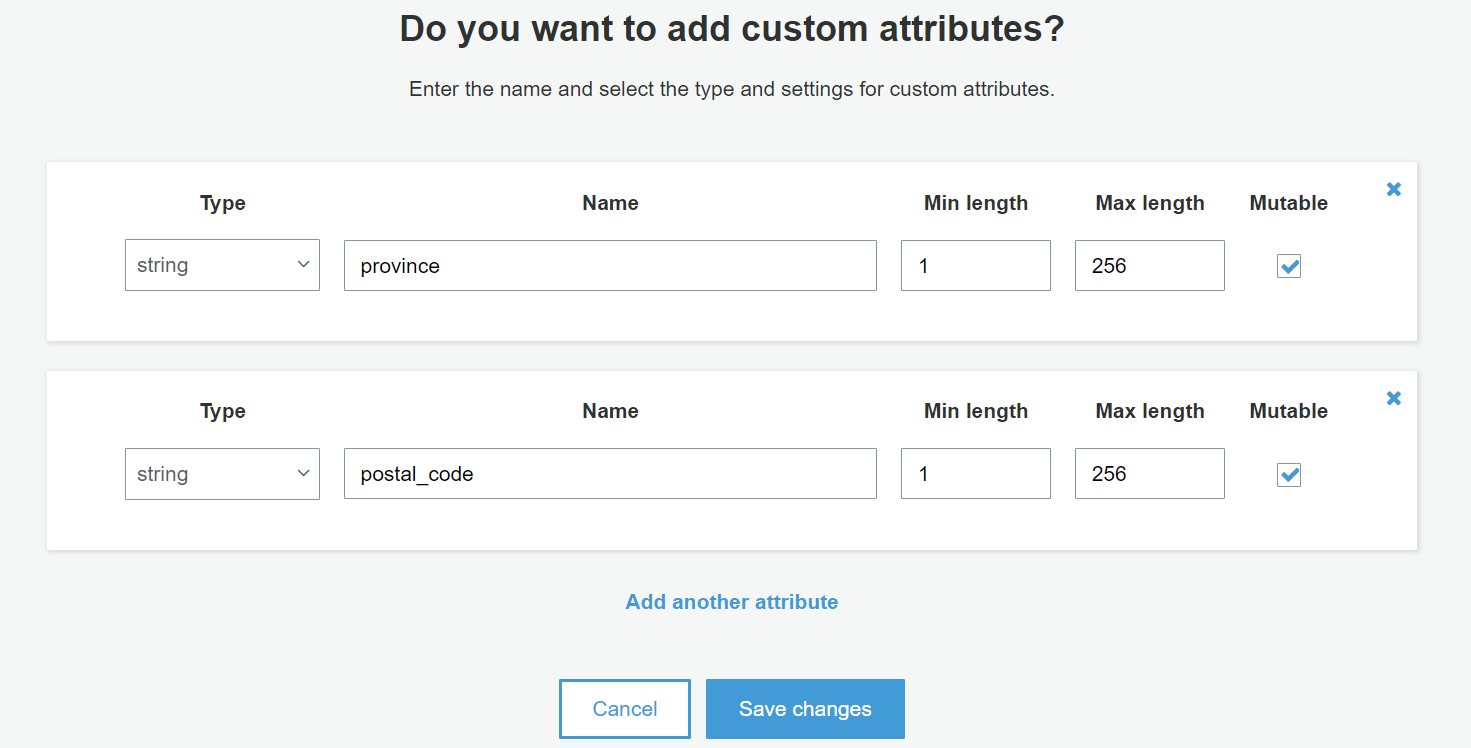 Do you want to add custom attributes?
Enter the name and select the type and settings for custom attributes.
Type Name Min length Max length Mutable
string province 1 256
Type Name Min length Max length Mutable
string postal_code 1 256
Add another attribute
Cancel Save changes